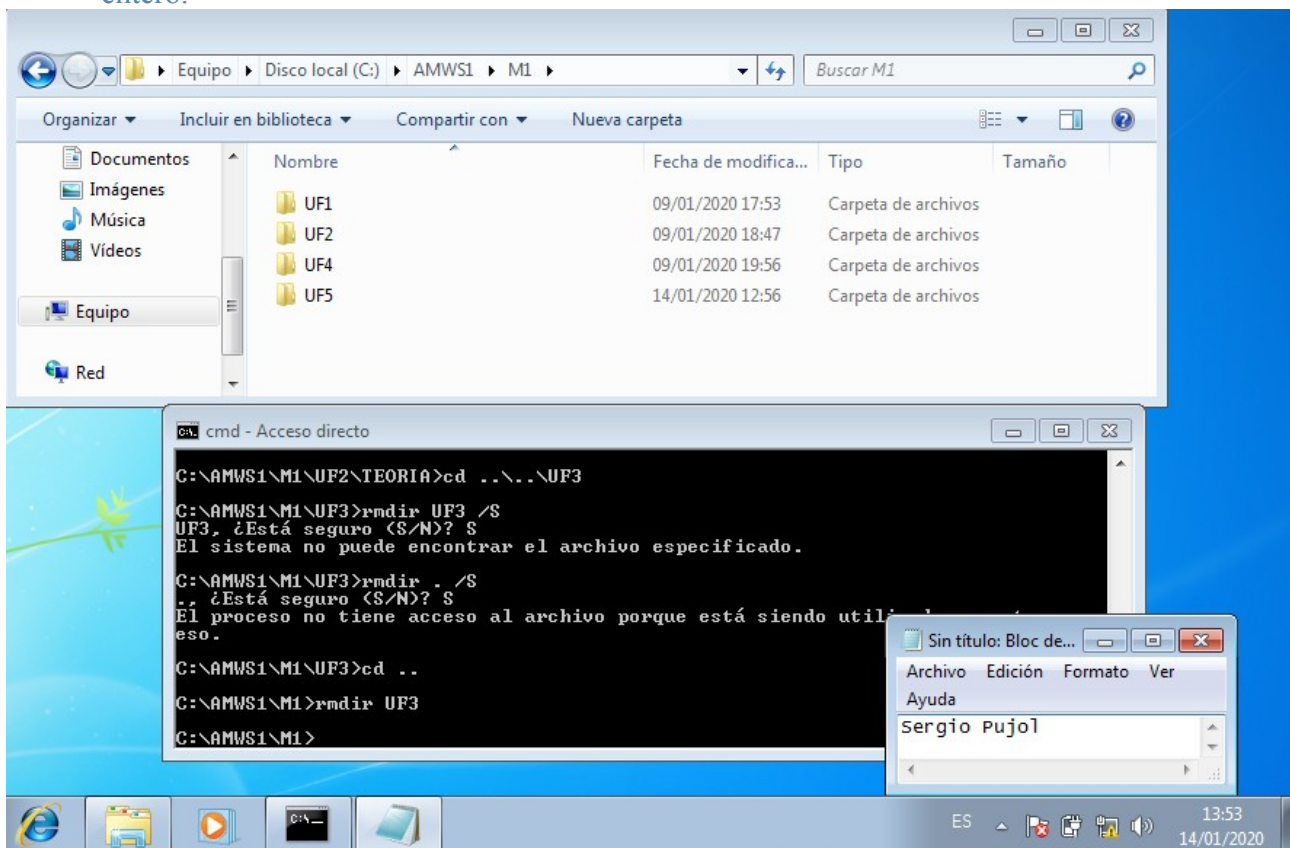 entero.
Equipo Disco local (C:) AMWS1 M1 Buscar M1
Organizar Incluir en biblioteca Compartir con Nueva carpeta
Documentos
Imágenes
Música
Vídeos
Equipo
Red
Nombre Fecha de modifica... Tipo Tamaño
UF1 09/01/2020 17:53 Carpeta de archivos
UF2 09/01/2020 18:47 Carpeta de archivos
UF4 09/01/2020 19:56 Carpeta de archivos
UF5 14/01/2020 12:56 Carpeta de archivos
cmd - Acceso directo
C:\AMWS1\M1\UF2\TEORIA>cd ..\..\UF3
C:\AMWS1\M1\UF3>rmdir UF3 /S
UF3, ¿Está seguro (S/N)? S
El sistema no puede encontrar el archivo especificado.
C:\AMWS1\M1\UF3>rmdir . /S
., ¿Está seguro (S/N)? S
El proceso no tiene acceso al archivo porque está siendo
eso.
C:\AMWS1\M1\UF3>cd ..
C:\AMWS1\M1>rmdir UF3
C:\AMWS1\M1>
Sin título: Bloc de...
Archivo Edición Formato Ver
Ayuda
Sergio Pujol
C:\_
ES
13:53
14/01/2020